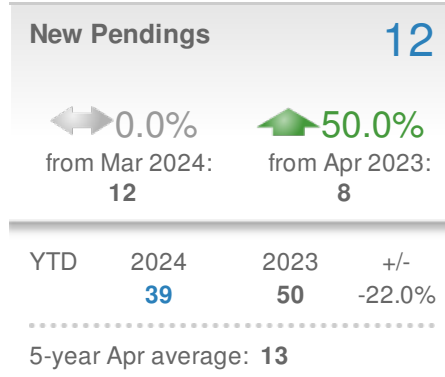 New Pendings 12
0.0% 50.0%
from Mar 2024: from Apr 2023:
12 8
YTD 2024 2023 +/-
39 50 -22.0%
5-year Apr average: 13